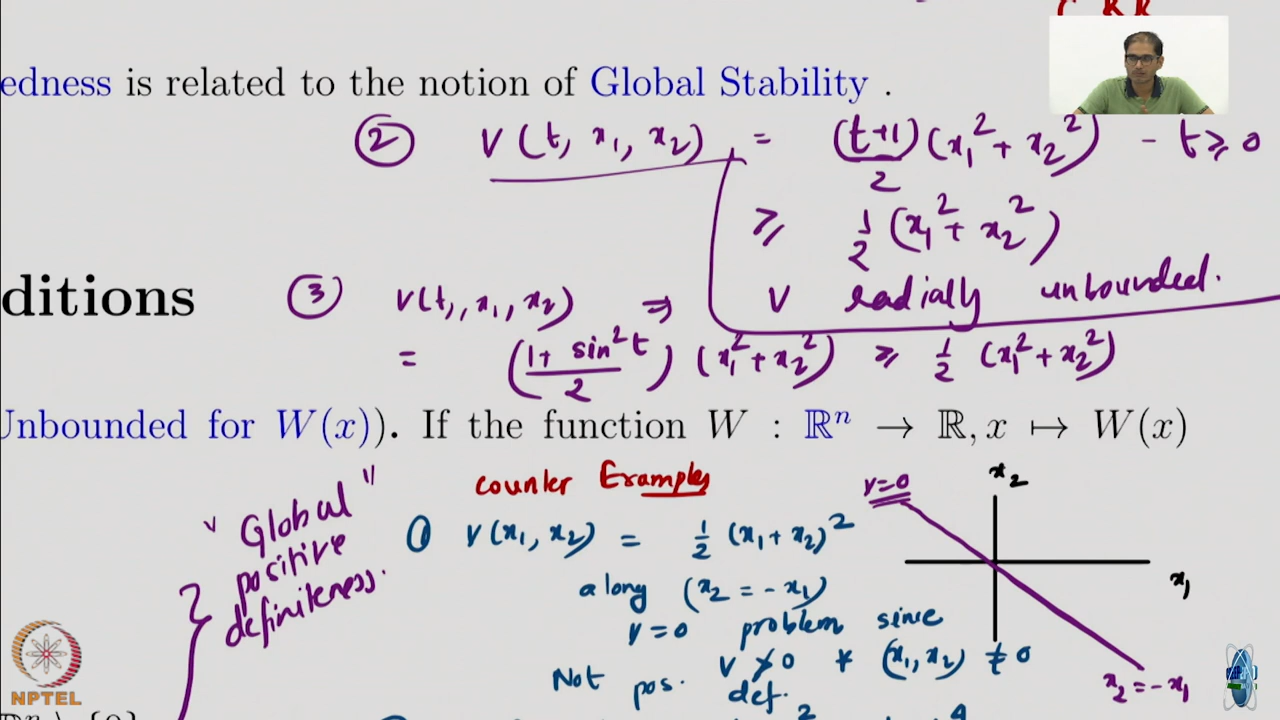 edness is related to the notion of Global Stability .
② V(t, x₁, x₂) = (t+1)/2 (x₁² + x₂²) - t ≥ 0
≥ 1/2 (x₁² + x₂²)
V radially unbounded.
ditions
③ V(t, x₁, x₂) ⇒
= (1 + sin²t / 2) (x₁² + x₂²) ≥ 1/2 (x₁² + x₂²)
Unbounded for W(x)). If the function W : ℝⁿ → ℝ, x ↦ W(x)
"Global"
positive
definiteness.
counter Examples
① V(x₁, x₂) = 1/2 (x₁ + x₂)²
along (x₂ = -x₁)
V=0 problem since
V ≯ 0 ∀ (x₁, x₂) ≠ 0
Not pos. def.
V=0
x₂
x₁
x₂ = -x₁
NPTEL